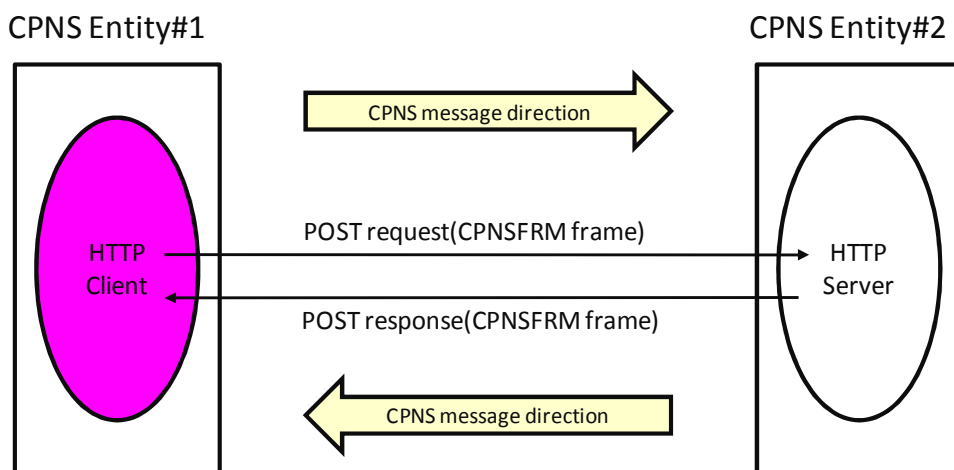 CPNS Entity#1
CPNS Entity#2
CPNS message direction
POST request(CPNSFRM frame)
HTTP
Client
HTTP
Server
POST response(CPNSFRM frame)
CPNS message direction